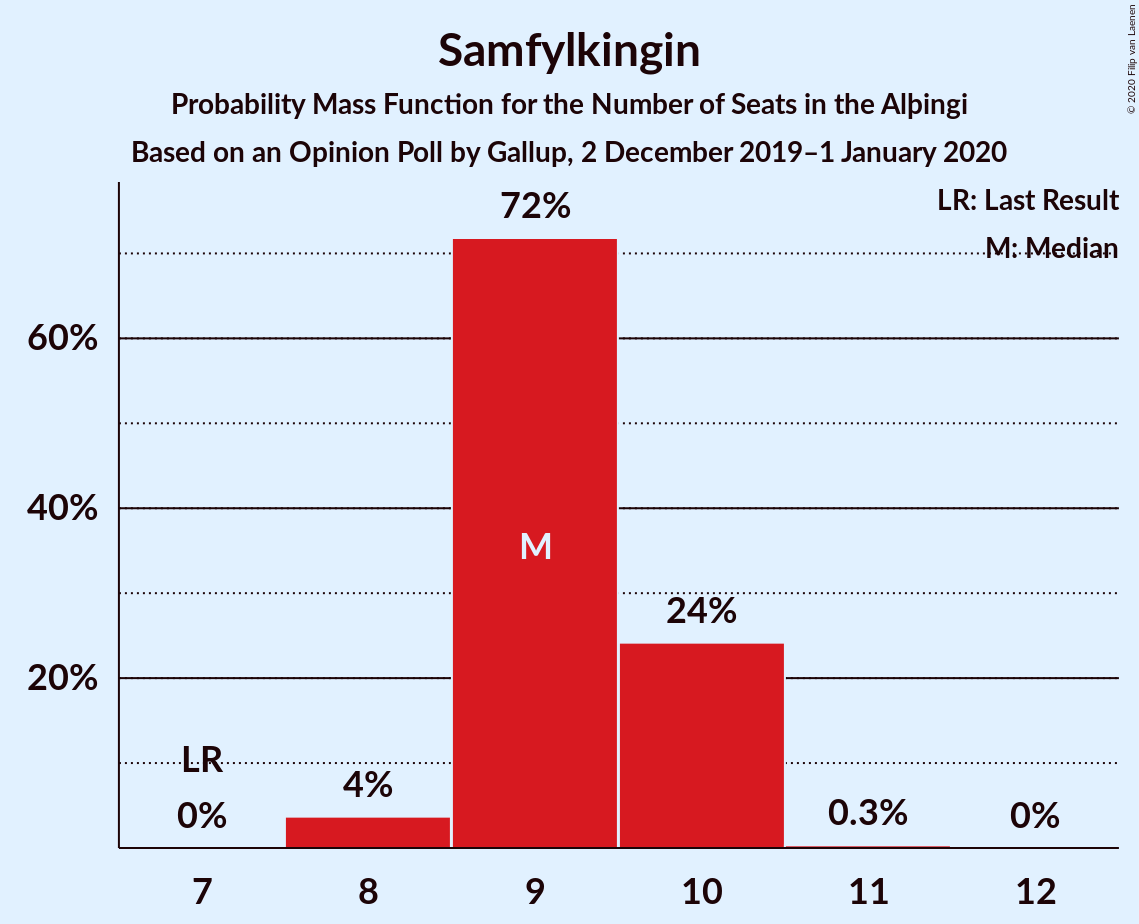 Samfylkingin
Probability Mass Function for the Number of Seats in the Alþingi
Based on an Opinion Poll by Gallup, 2 December 2019–1 January 2020
© 2020 Filip van Laenen
LR: Last Result
M: Median
72%
60%
40%
20%
M
24%
LR
0%
4%
0.3%
0%
7 8 9 10 11 12